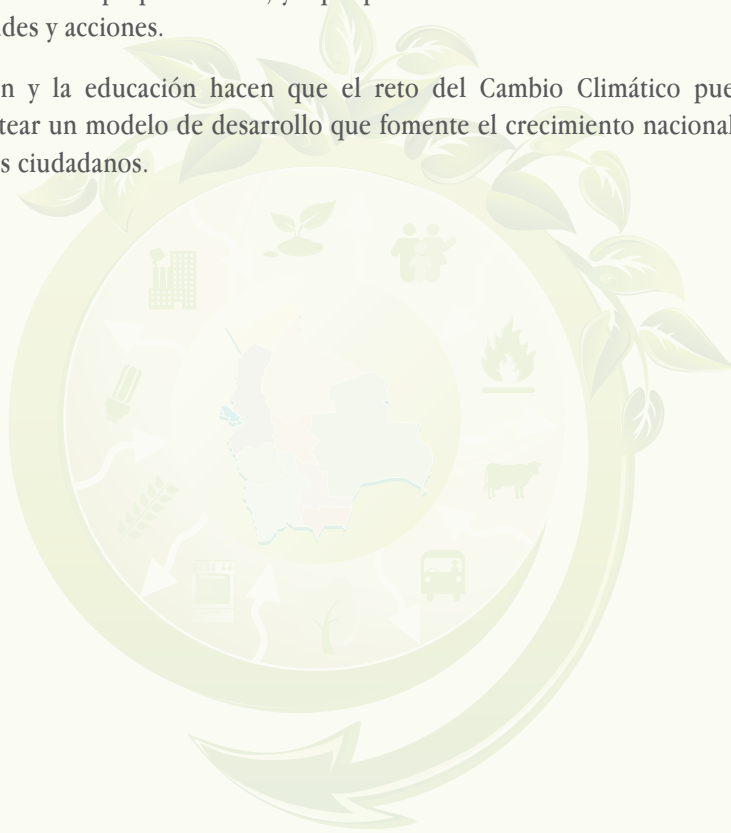 des y acciones.
n y la educación hacen que el reto del Cambio Climático pue
tear un modelo de desarrollo que fomente el crecimiento nacional
s ciudadanos.